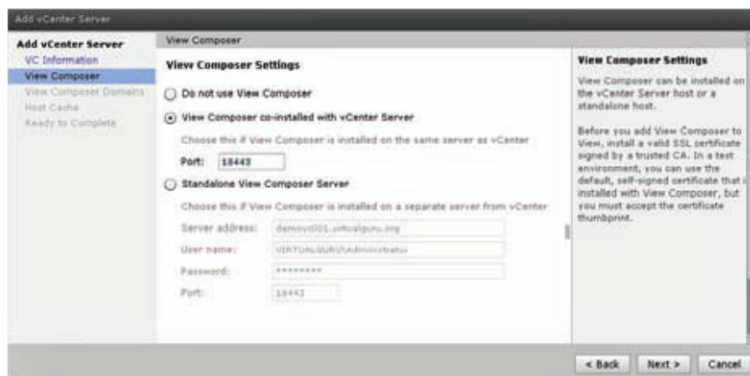 Add vCenter Server
Add vCenter Server
VC Information
View Composer
View Composer Domains
Host Cache
Ready to Complete
View Composer
View Composer Settings
Do not use View Composer
View Composer co-installed with vCenter Server
Choose this if View Composer is installed on the same server as vCenter
Port: 18443
Standalone View Composer Server
Choose this if View Composer is installed on a separate server from vCenter
Server address: demovc001.virtualguru.org
User name: VIRTUALGURU\Administrator
Password: ********
Port: 18443
View Composer Settings
View Composer can be installed on
the vCenter Server host or a
standalone host.
Before you add View Composer to
View, install a valid SSL certificate
signed by a trusted CA. In a test
environment, you can use the
default, self-signed certificate that i
installed with View Composer, but
you must accept the certificate
thumbprint.
< Back Next > Cancel